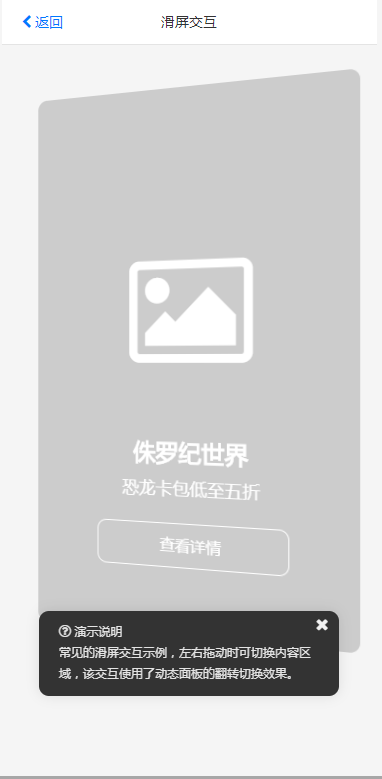 返回
滑屏交互
侏罗纪世界
恐龙卡包低至五折
查看详情
演示说明
常见的滑屏交互示例，左右拖动时可切换内容区
域，该交互使用了动态面板的翻转切换效果。